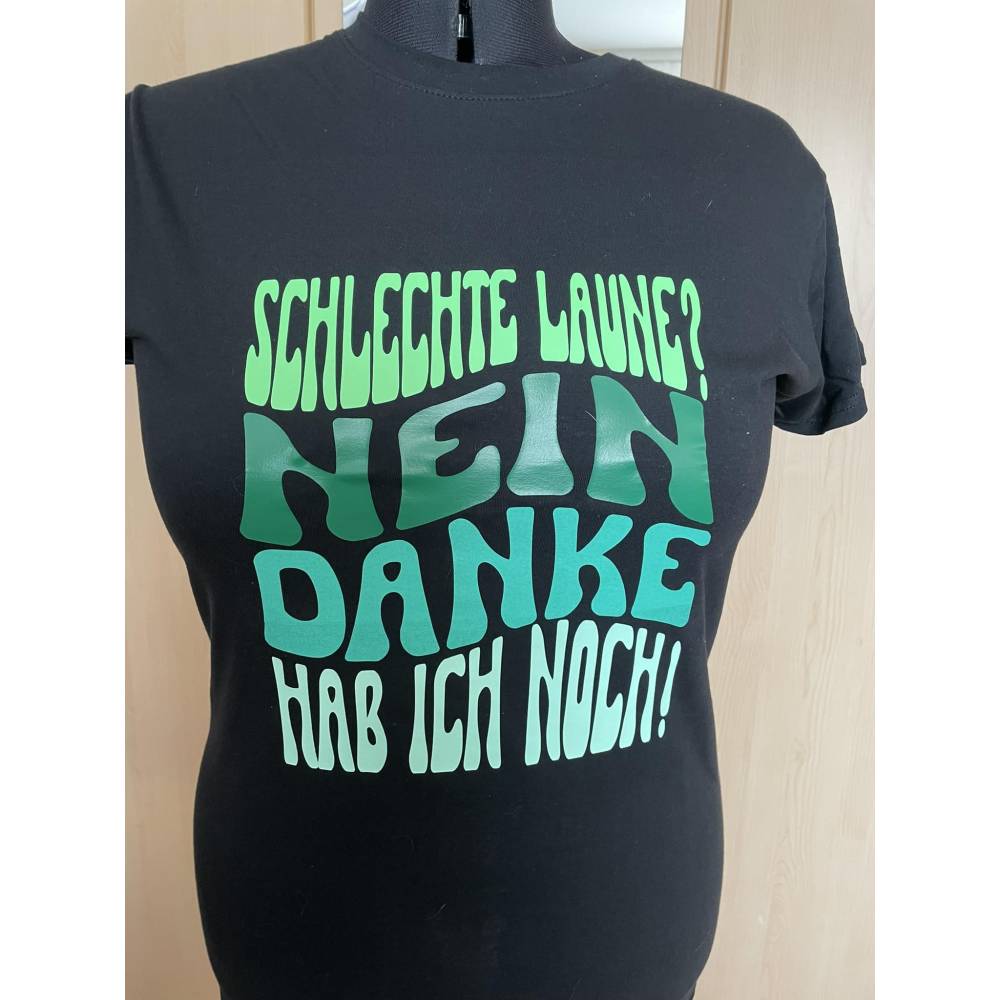 SCHLECHTE LAUNE?
NEIN
DANKE
HAB ICH NOCH!